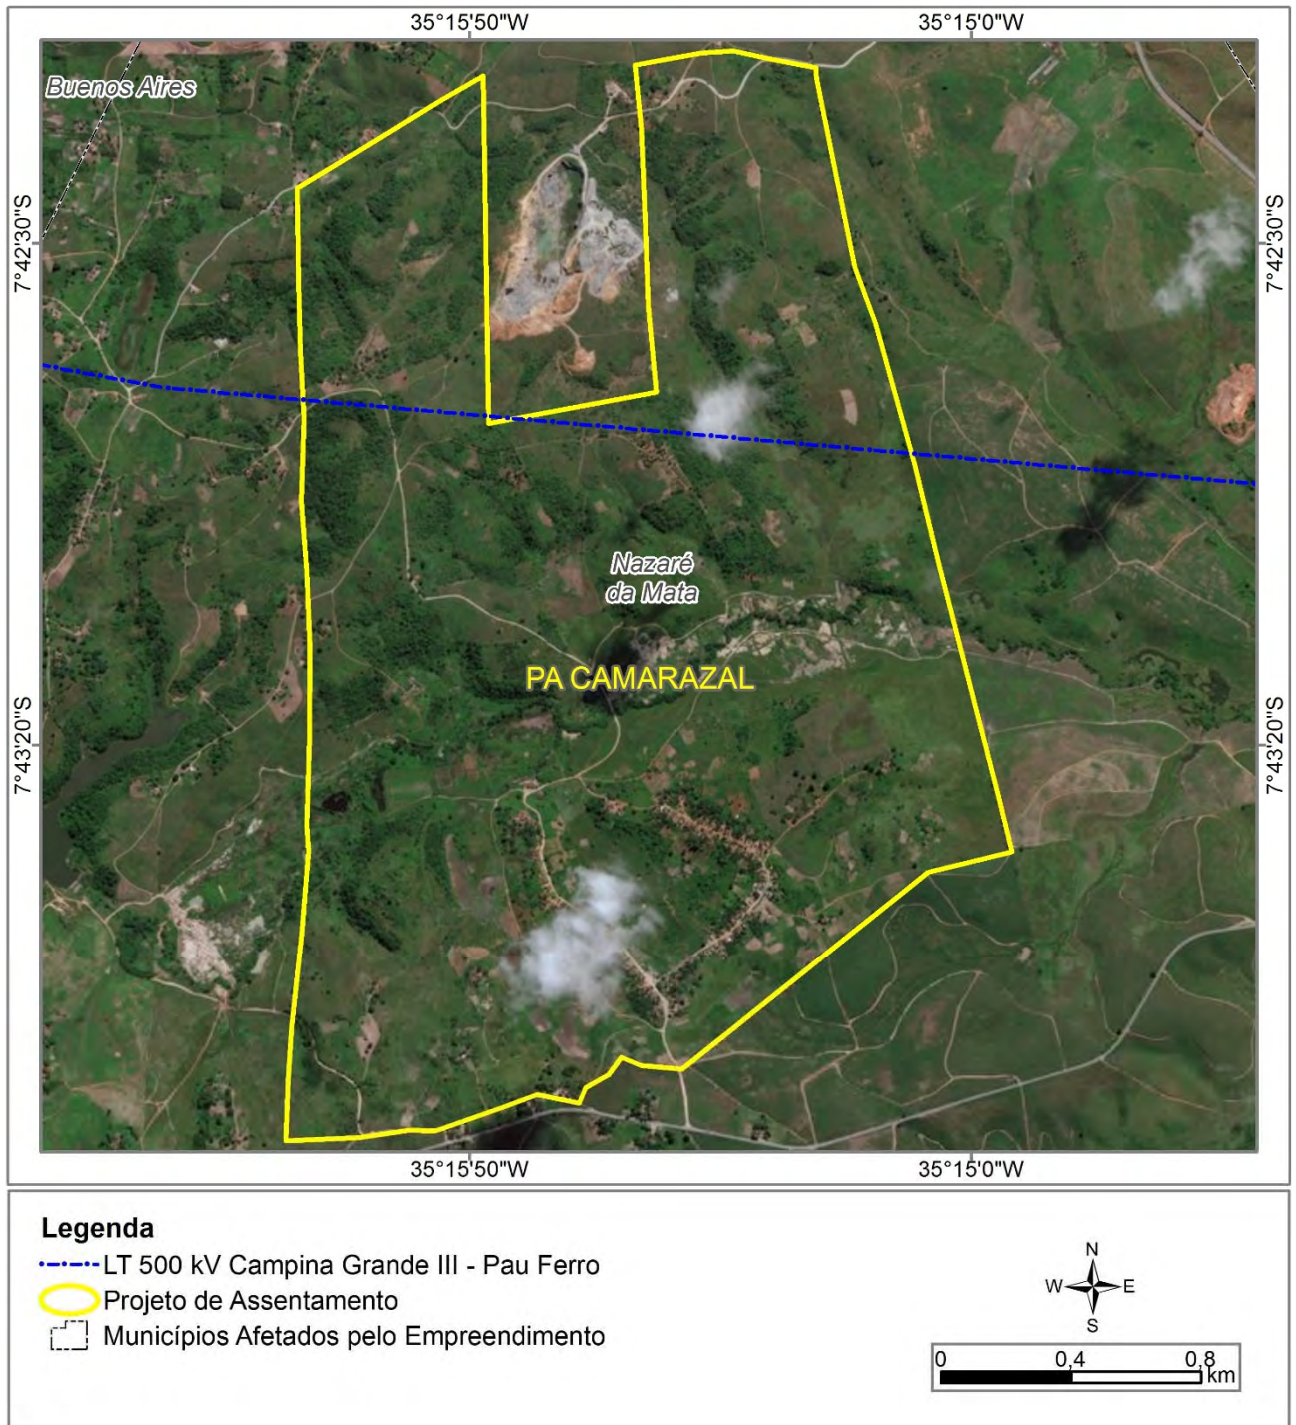 35°15'50"W
35°15'0"W
Buenos Aires
7°42'30"S
7°42'30"S
Nazaré
da Mata
PA CAMARAZAL
7°43'20"S
7°43'20"S
35°15'50"W
35°15'0"W
Legenda
LT 500 kV Campina Grande III - Pau Ferro
Projeto de Assentamento
Municípios Afetados pelo Empreendimento
N
W E
S
0 0,4 0,8
km